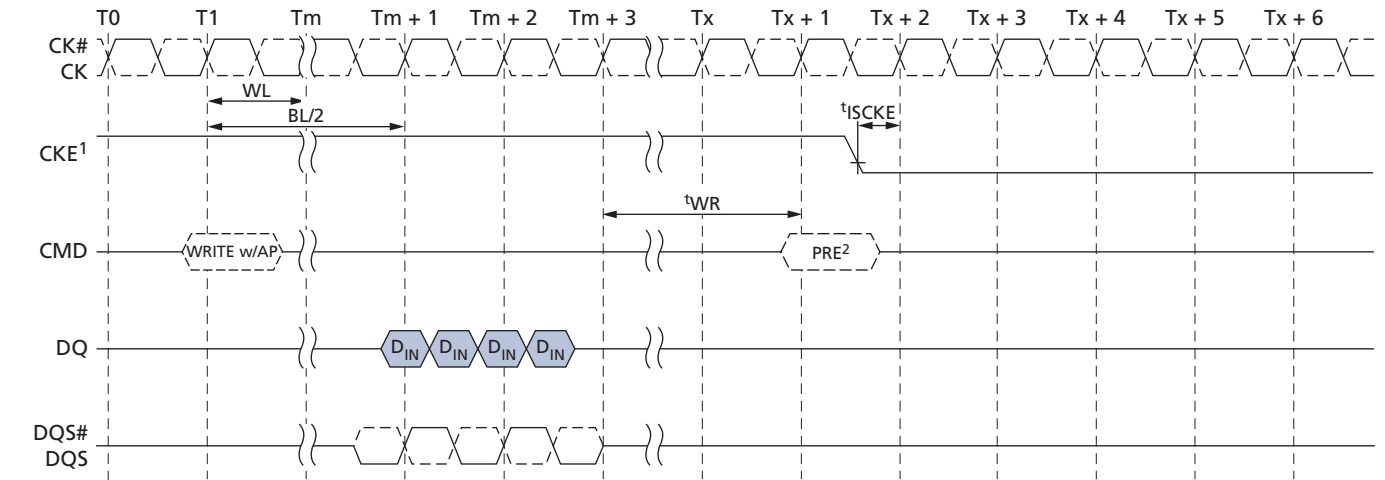 T0 T1 Tm Tm + 1 Tm + 2 Tm + 3 Tx Tx + 1 Tx + 2 Tx + 3 Tx + 4 Tx + 5 Tx + 6
CK#
CK
WL
BL/2
tISCKE
CKE1
tWR
CMD WRITE w/AP PRE2
DQ DIN DIN DIN DIN
DQS#
DQS